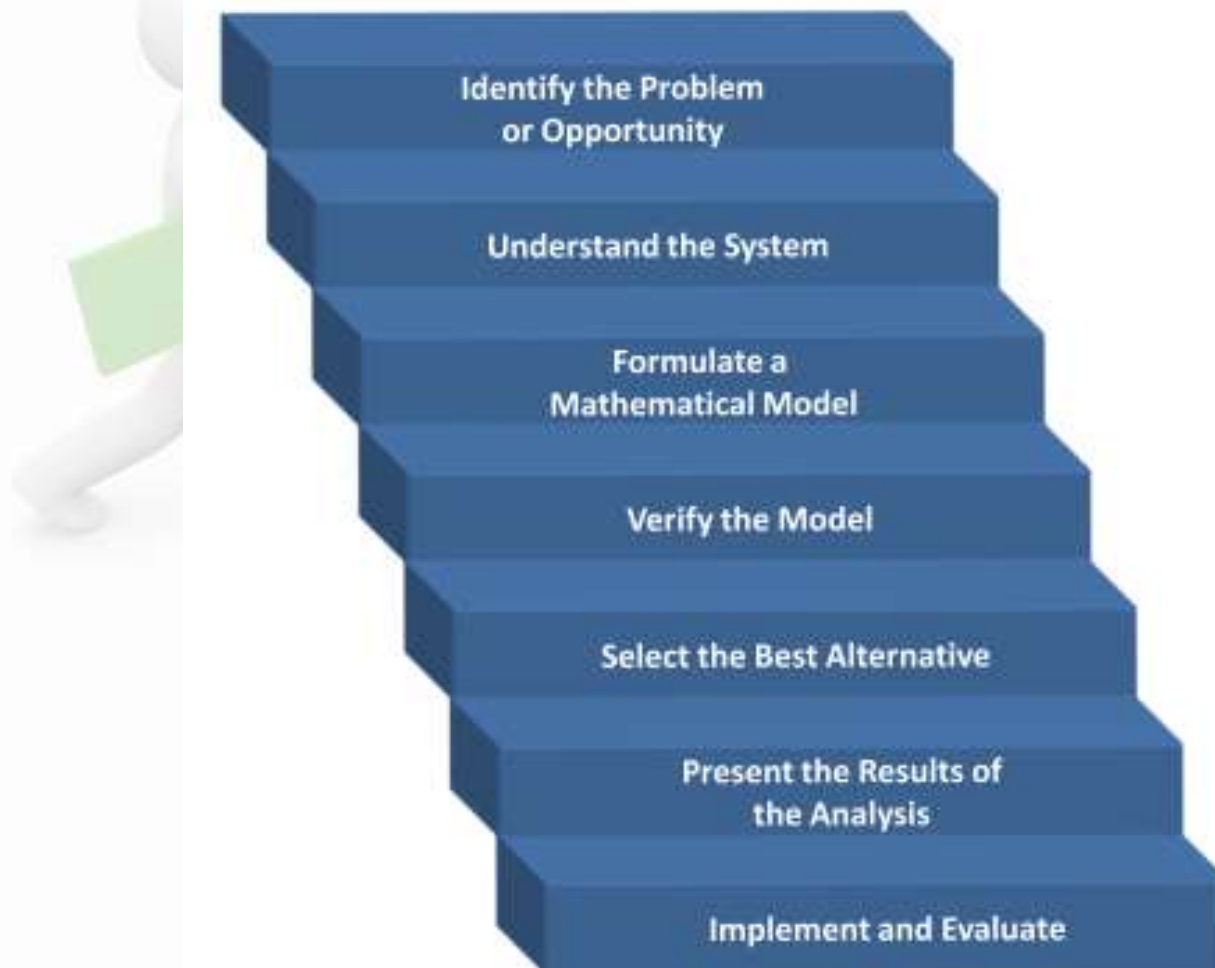 Identify the Problem
or Opportunity
Understand the System
Formulate a
Mathematical Model
Verify the Model
Select the Best Alternative
Present the Results of
the Analysis
Implement and Evaluate